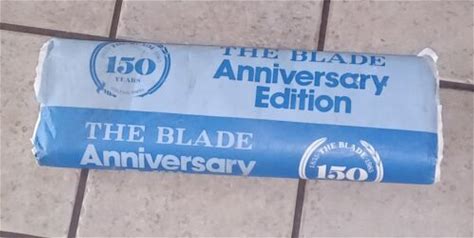 THE BLADE
Anniversary
Edition
150
YEARS
THE BLADE
Anniversary
THE BLADE
150